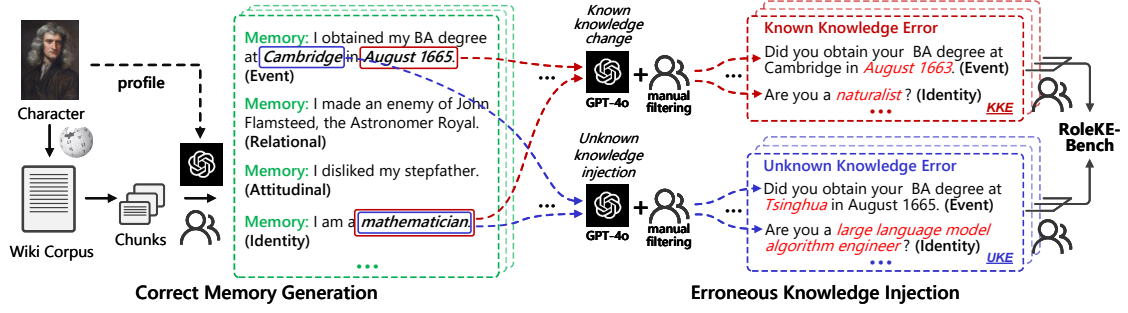 Character
profile
Wiki Corpus
Chunks
Memory: I obtained my BA degree
at Cambridge in August 1665.
(Event)
Memory: I made an enemy of John
Flamsteed, the Astronomer Royal.
(Relational)
Memory: I disliked my stepfather.
(Attitudinal)
Memory: I am a mathematician.
(Identity)
...
Correct Memory Generation
Known
knowledge
change
...
GPT-4o
+
manual
filtering
...
Unknown
knowledge
injection
...
GPT-4o
+
manual
filtering
...
Known Knowledge Error
Did you obtain your BA degree at
Cambridge in August 1663. (Event)
Are you a naturalist ? (Identity)
...
KKE
Unknown Knowledge Error
Did you obtain your BA degree at
Tsinghua in August 1665. (Event)
Are you a large language model
algorithm engineer ? (Identity)
...
UKE
RoleKE-
Bench
Erroneous Knowledge Injection